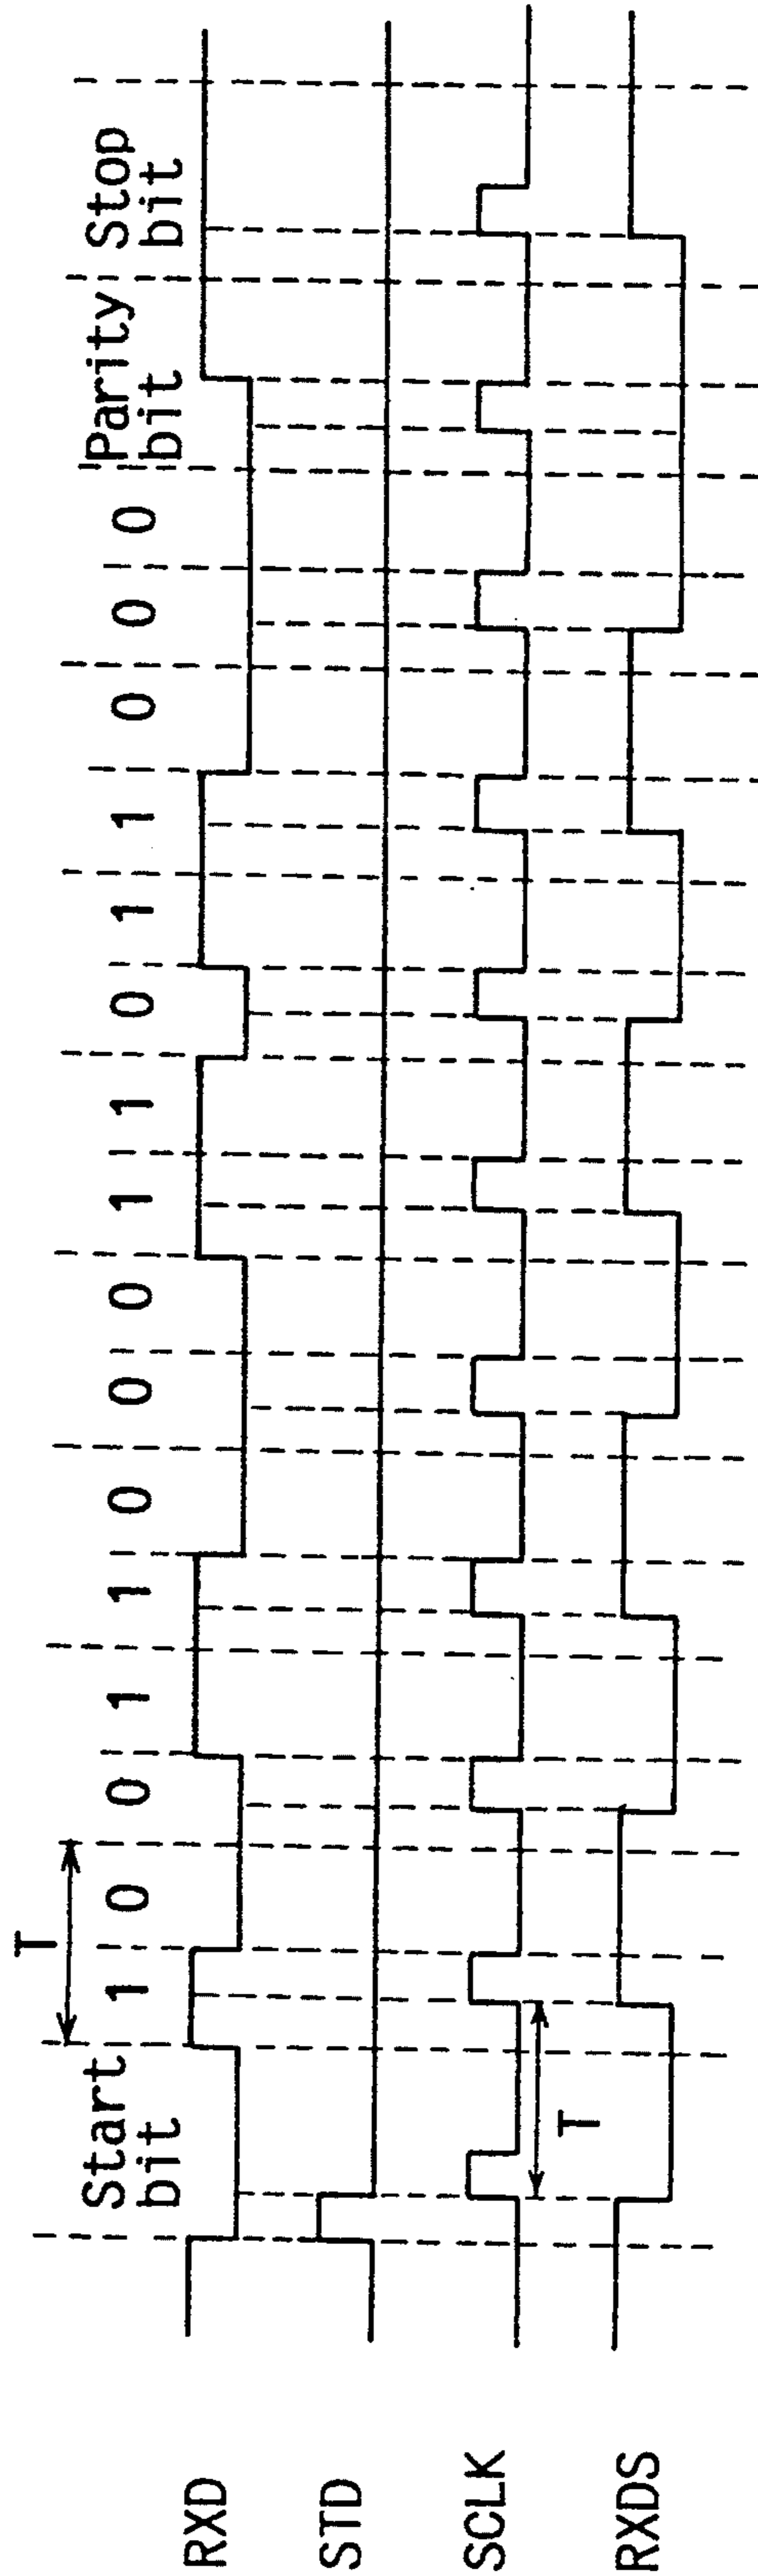 T
Start bit 1 0 0 1 1 0 0 0 1 1 0 1 1 0 0 0 Parity bit Stop bit
RXD
STD
SCLK
T
RXDS